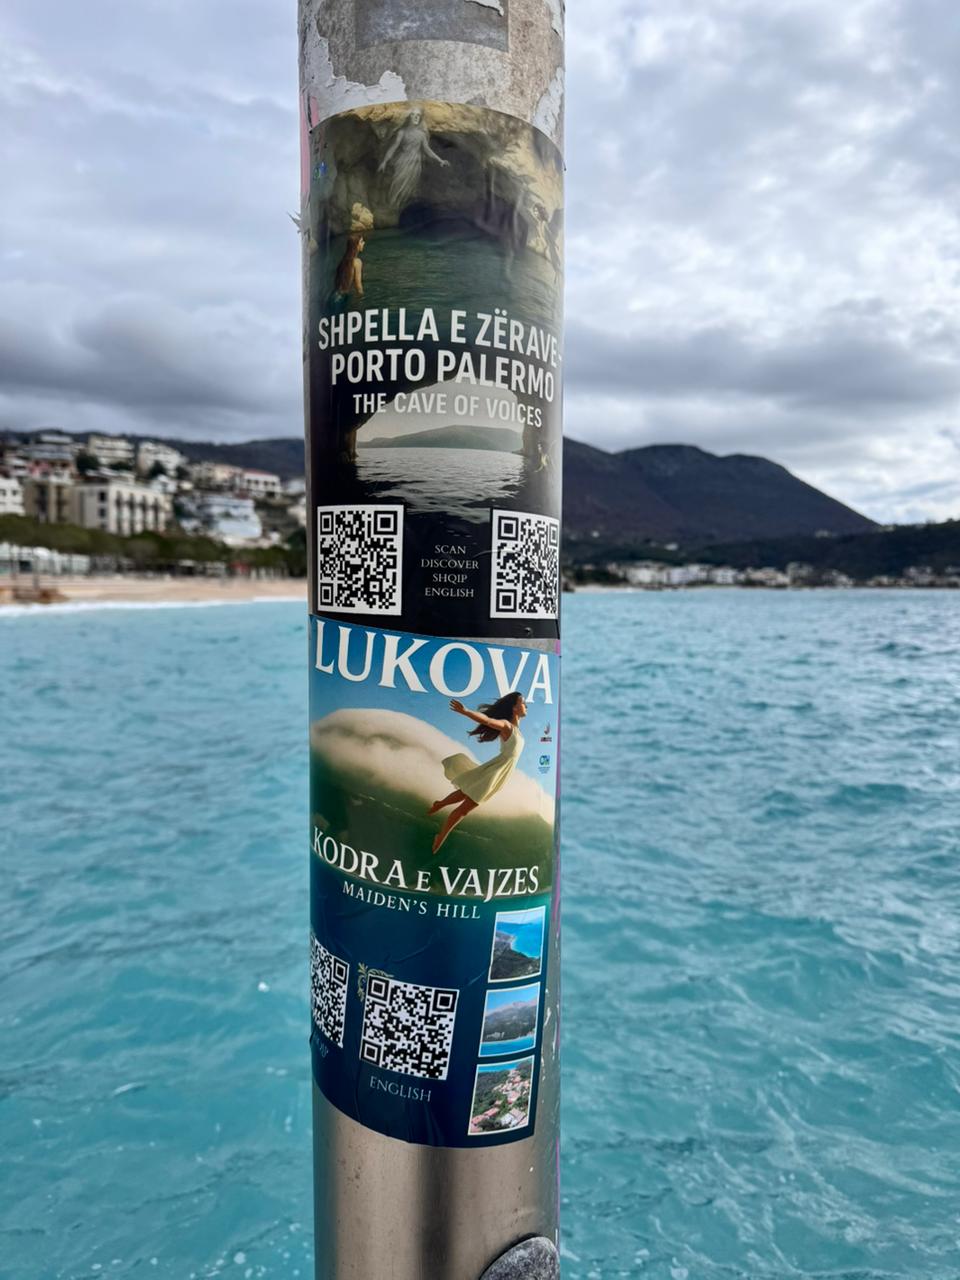 SHPELLA E ZËRAVE-
PORTO PALERMO
THE CAVE OF VOICES
SCAN
DISCOVER
SHQIP
ENGLISH
LUKOVA
KODRA E VAJZES
MAIDEN'S HILL
ENGLISH